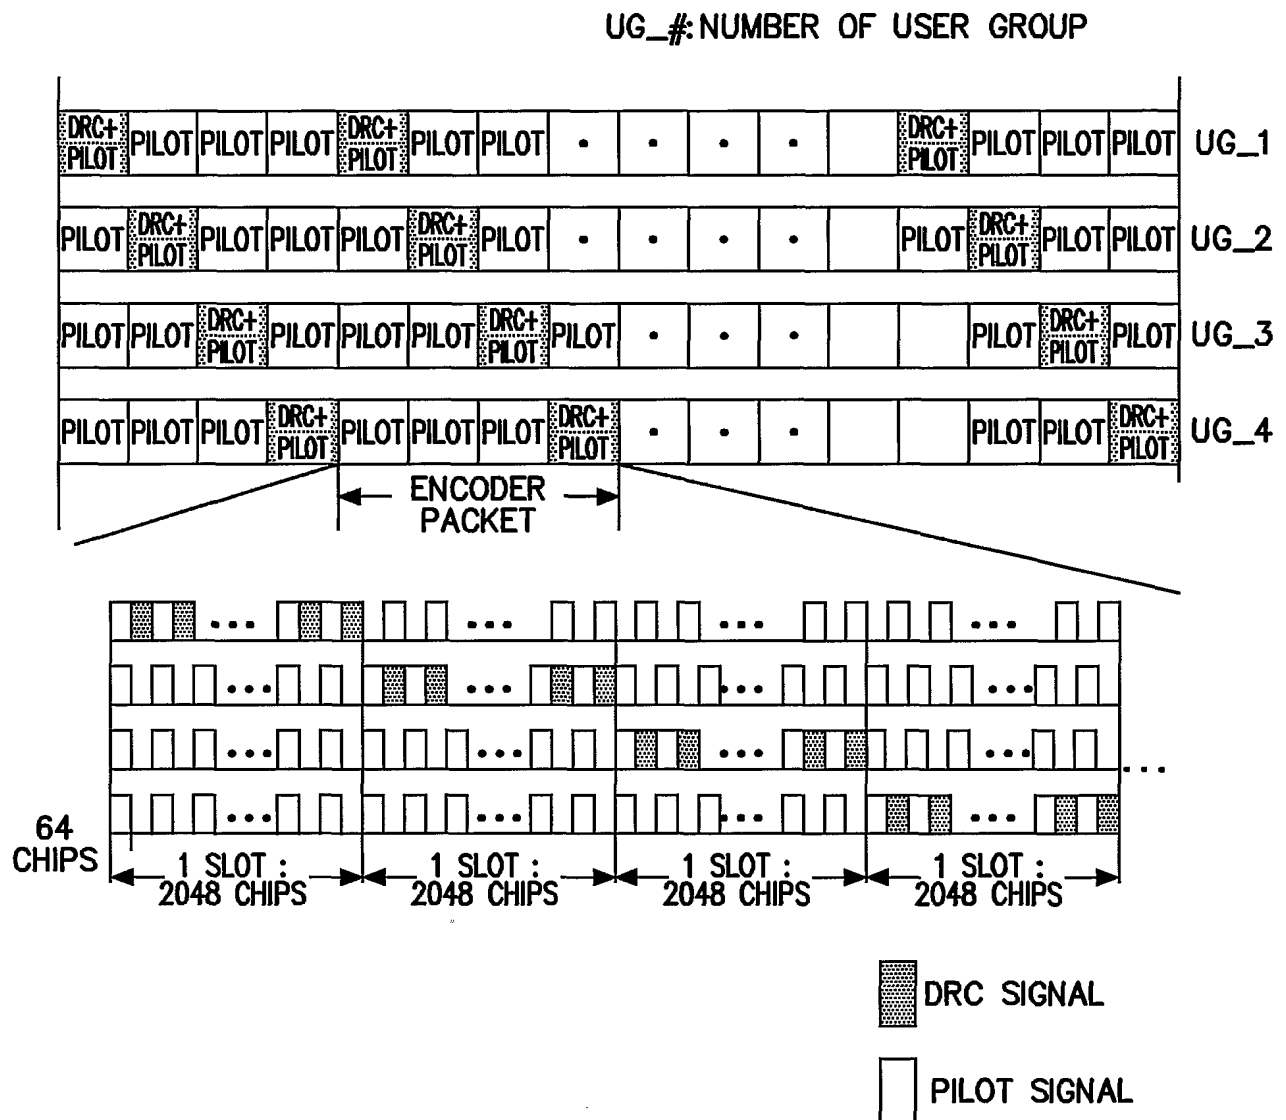 UG_#: NUMBER OF USER GROUP
DRC+ PILOT PILOT PILOT PILOT DRC+ PILOT PILOT PILOT • • • • DRC+ PILOT PILOT PILOT PILOT UG_1
PILOT DRC+ PILOT PILOT PILOT PILOT DRC+ PILOT PILOT • • • • PILOT DRC+ PILOT PILOT PILOT UG_2
PILOT PILOT DRC+ PILOT PILOT PILOT PILOT DRC+ PILOT PILOT • • • PILOT DRC+ PILOT PILOT UG_3
PILOT PILOT PILOT DRC+ PILOT PILOT PILOT PILOT DRC+ PILOT • • • PILOT PILOT DRC+ PILOT UG_4
ENCODER
PACKET
••• ••• ••• •••
••• ••• ••• •••
••• ••• ••• ••• •••
••• ••• ••• •••
64
CHIPS
1 SLOT : 1 SLOT : 1 SLOT : 1 SLOT :
2048 CHIPS 2048 CHIPS 2048 CHIPS 2048 CHIPS
DRC SIGNAL
PILOT SIGNAL